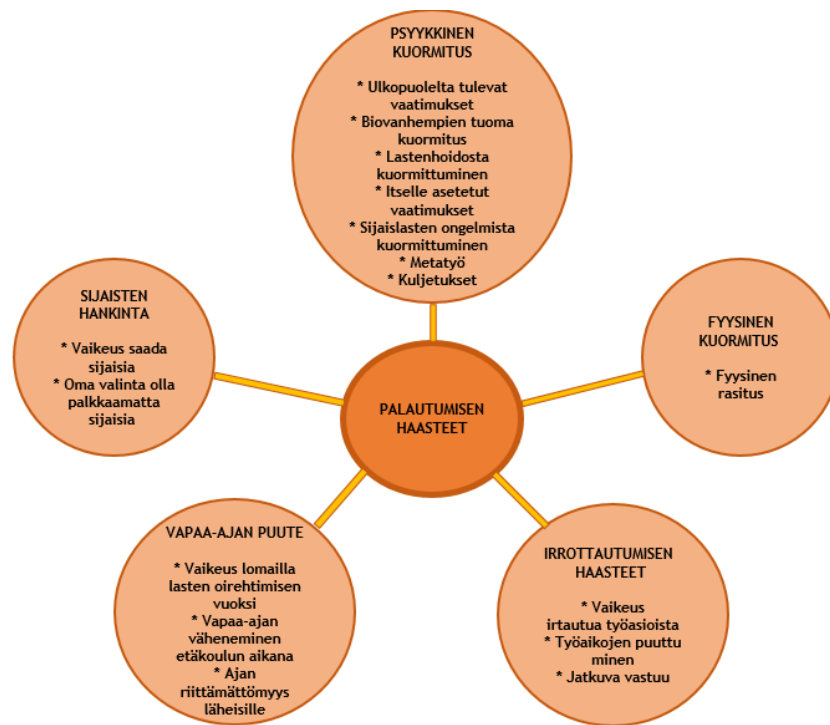 PSYYKKINEN
KUORMITUS
* Ulkopuolelta tulevat
vaatimukset
* Biovanhempien tuoma
kuormitus
* Lastenhoidosta
kuormittuminen
* Itselle asetetut
vaatimukset
* Sijaislasten ongelmista
kuormittuminen
* Metatyö
* Kuljetukset
SIJAISTEN
HANKINTA
* Vaikeus saada
sijaisia
* Oma valinta olla
palkkaamatta
sijaisia
FYYSINEN
KUORMITUS
* Fyysinen
rasitus
PALAUTUMISEN
HAASTEET
VAPAA-AJAN PUUTE
* Vaikeus lomailla
lasten oirehtimisen
vuoksi
* Vapaa-ajan
väheneminen
etäkoulun aikana
* Ajan
riittämättömyys
läheisille
IRROTTAUTUMISEN
HAASTEET
* Vaikeus
irtautua työasioista
* Työaikojen puuttu
minen
* Jatkuva vastuu